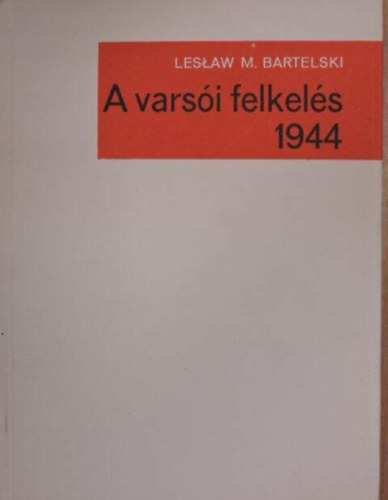 LESŁAW M. BARTELSKI
A varsói felkelés
1944